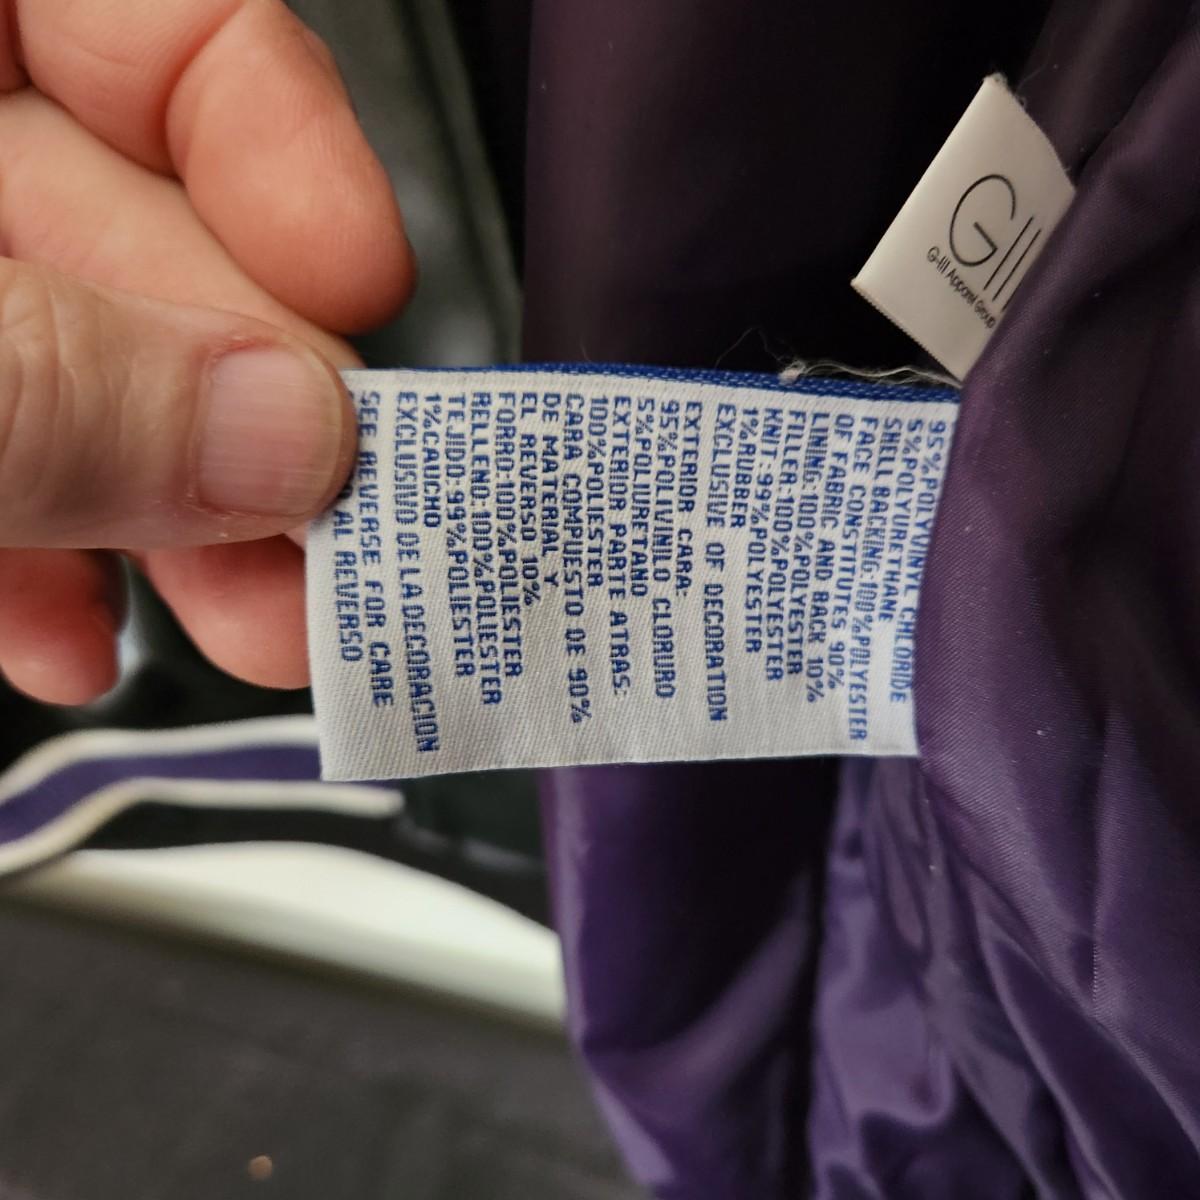 95%POLYVINYL CHLORIDE
5%POLYURETHANE
SHELL BACKING:100%POLYESTER
FACE CONSTITUTES 90%
OF FABRIC AND BACK 10%
LINING:100%POLYESTER
FILLER:100%POLYESTER
KNIT:99%POLYESTER
1%RUBBER
EXCLUSIVE OF DECORATION
EXTERIOR CARA:
95%POLIVINILO CLORURO
5%POLIURETANO
EXTERIOR PARTE ATRAS:
100%POLIESTER
CARA COMPUESTO DE 90%
DE MATERIAL Y
EL REVERSO 10%
FORRO:100%POLIESTER
RELLENO:100%POLIESTER
TEJIDO:99%POLIESTER
1%CAUCHO
EXCLUSIVO DE LA DECORACION
SEE REVERSE FOR CARE
AL REVERSO
GIII
G-III Apparel Group